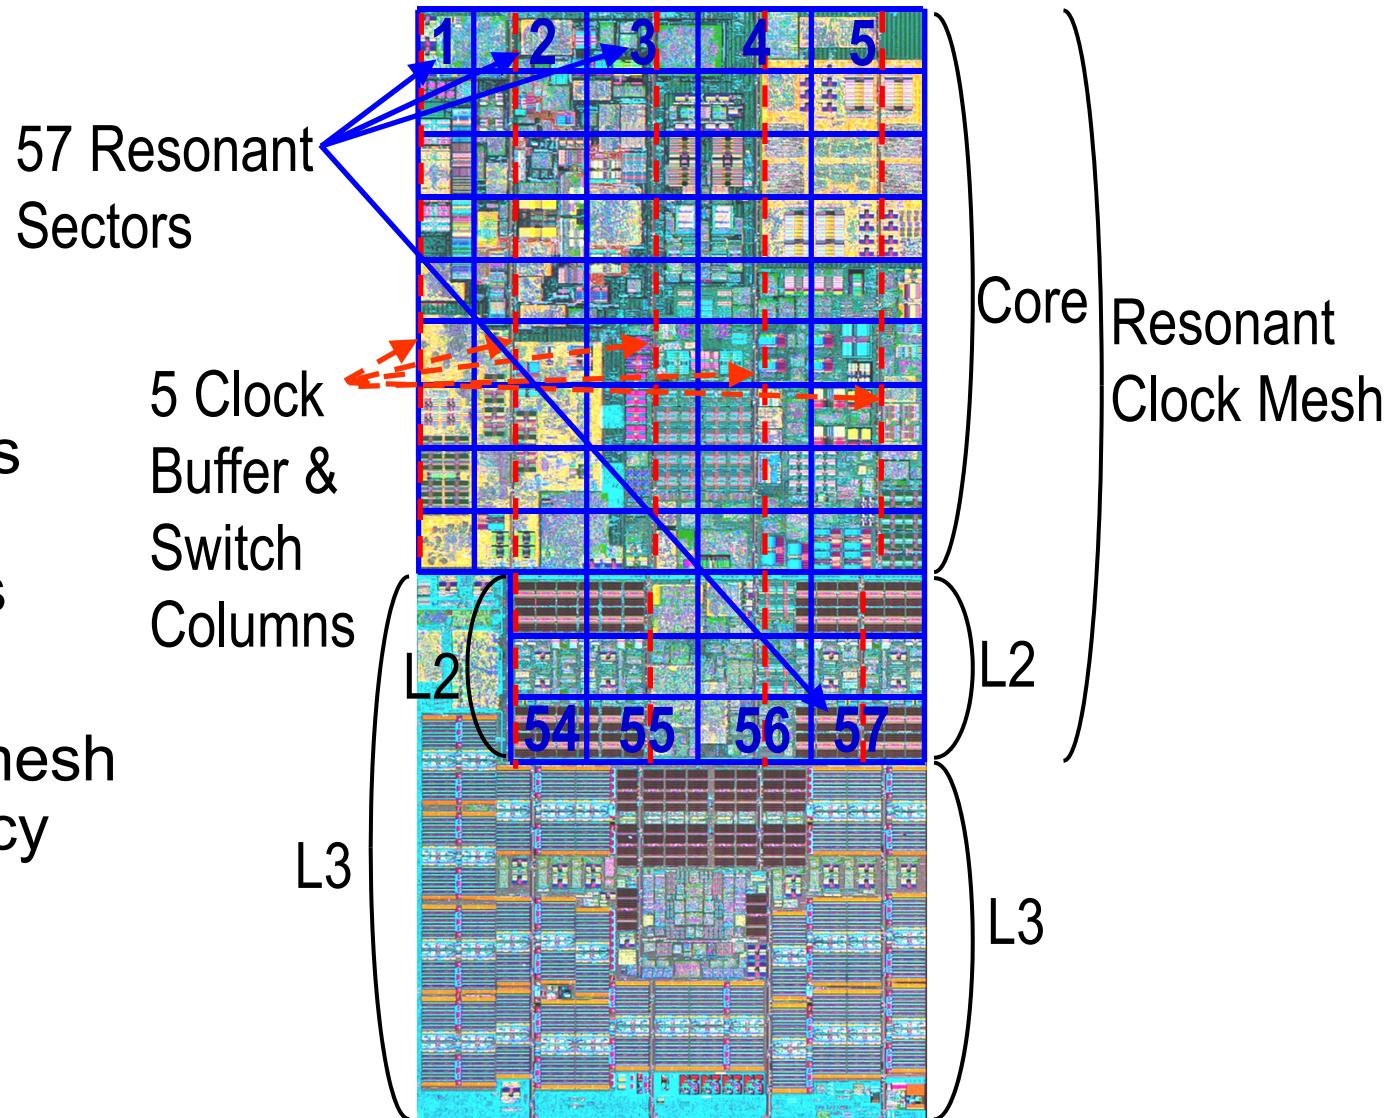 1 2 3 4 5
57 Resonant
Sectors
Core
Resonant
Clock Mesh
5 Clock
Buffer &
Switch
Columns
s
s
L2
L2
54 55 56 57
mesh
cy
L3
L3